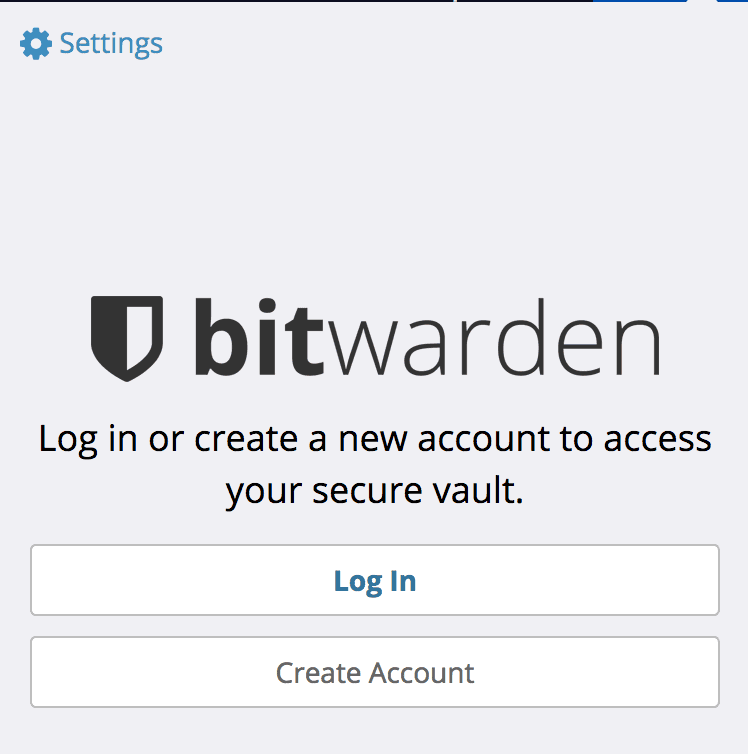 Settings
bitwarden
Log in or create a new account to access
your secure vault.
Log In
Create Account